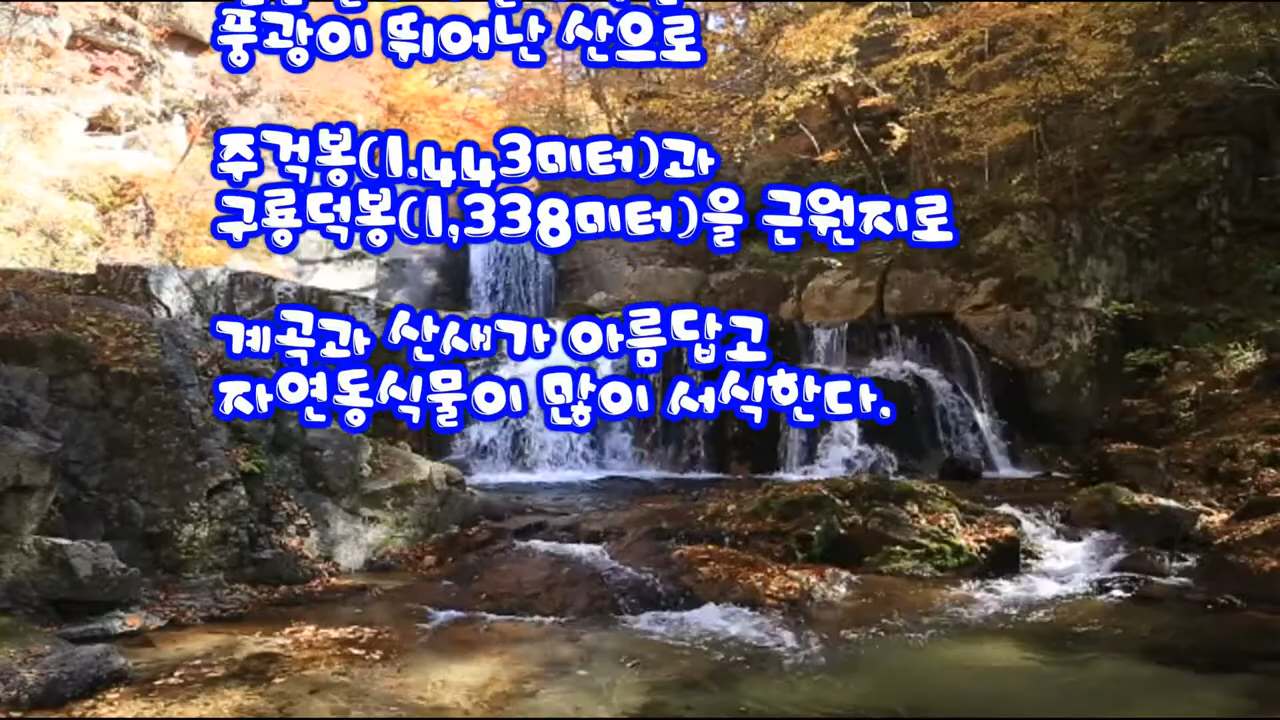 풍광이 뛰어난 산으로
주걱봉(1.443미터)과
구룡덕봉(1,338미터)을 근원지로
계곡과 산새가 아름답고
자연동식물이 많이 서식한다.